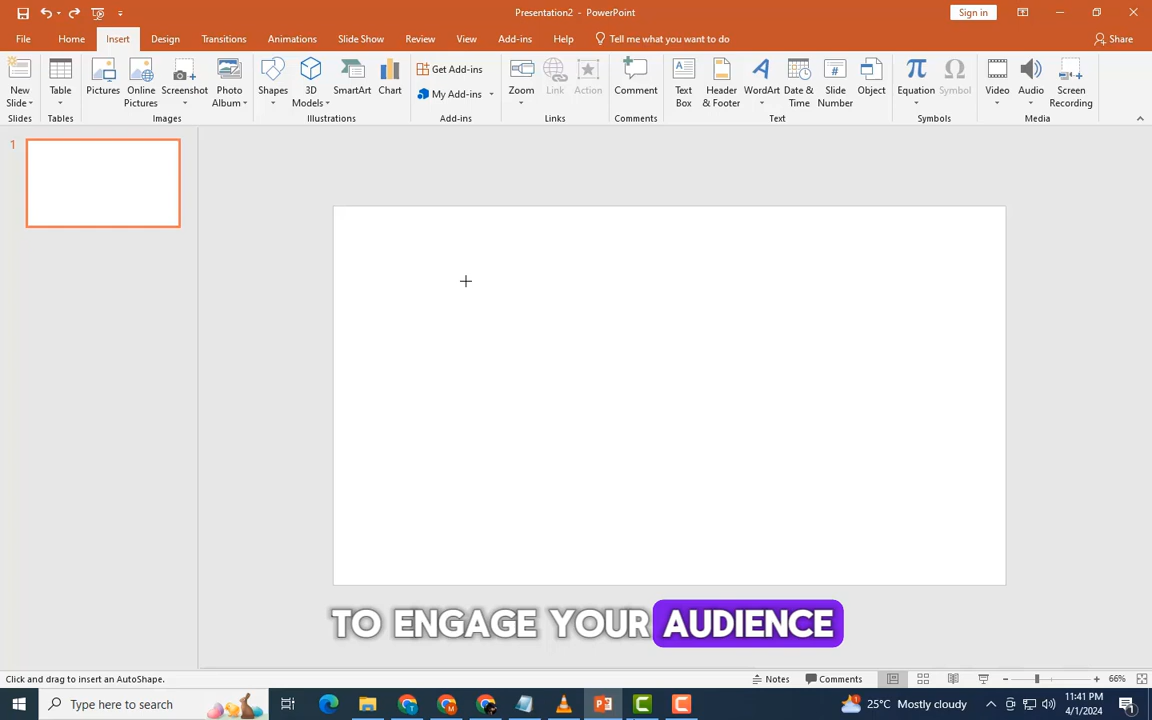 Presentation2 - PowerPoint
Sign in
File Home Insert Design Transitions Animations Slide Show Review View Add-ins Help Tell me what you want to do Share
New Slide
Table
Pictures
Online Pictures
Screenshot
Photo Album
Shapes
3D Models
SmartArt
Chart
Get Add-ins
My Add-ins
Zoom
Link
Action
Comment
Text Box
Header & Footer
WordArt
Date & Time
Slide Number
Object
Equation
Symbol
Video
Audio
Screen Recording
Slides Tables Images Illustrations Add-ins Links Comments Text Symbols Media
1
TO ENGAGE YOUR AUDIENCE
Click and drag to insert an AutoShape.
Notes Comments 66%
Type here to search
25°C Mostly cloudy
11:41 PM
4/1/2024
1